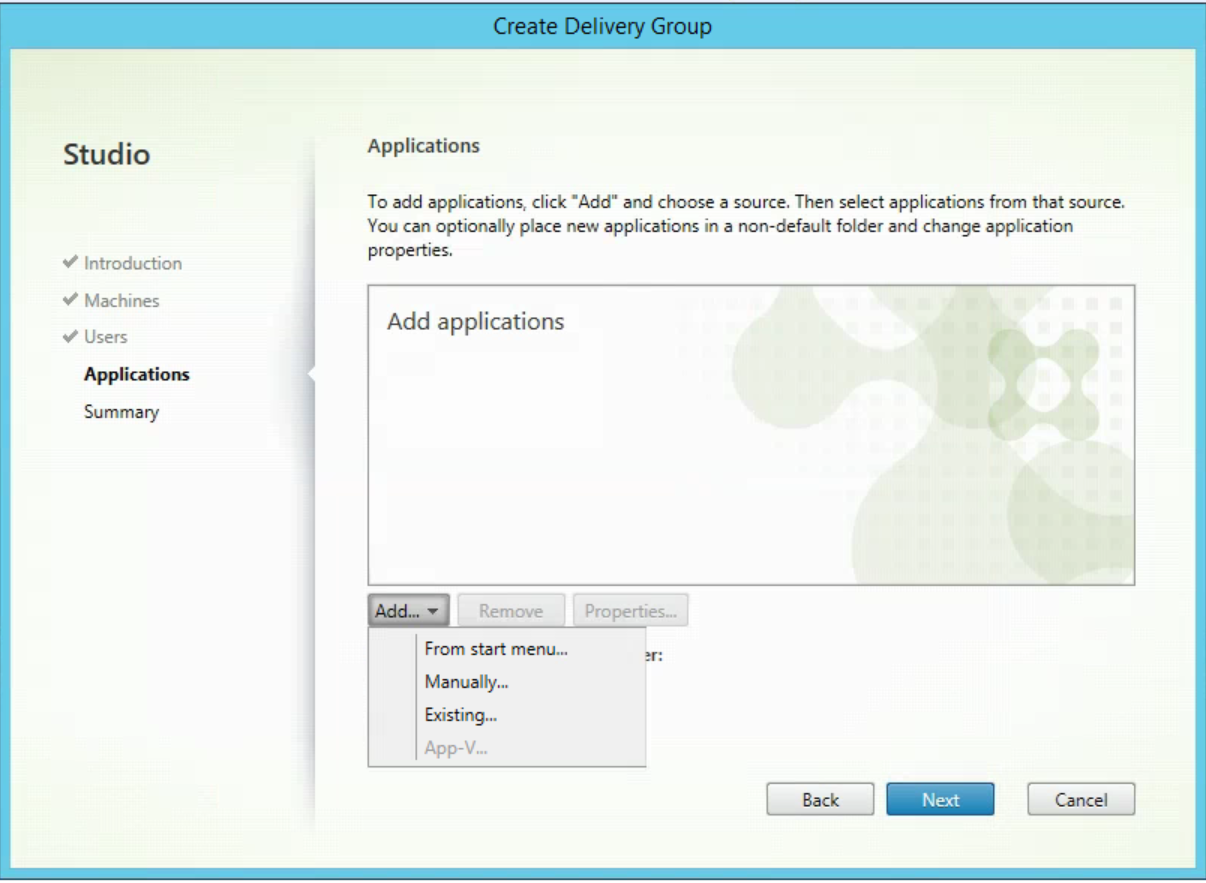 Create Delivery Group
Studio
Introduction
Machines
Users
Applications
Summary
Applications
To add applications, click "Add" and choose a source. Then select applications from that source.
You can optionally place new applications in a non-default folder and change application
properties.
Add applications
Add... Remove Properties...
From start menu...
Manually...
Existing...
App-V...
er:
Back Next Cancel